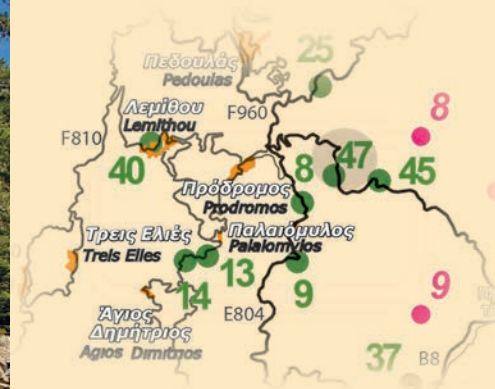 25
Πεδουλάς
Pedoulas
8
Λεμίθου
Lemithou
F960
F810
40
8
47
45
Πρόδρομος
Prodromos
Τρεις Ελιές
Treis Elies
Παλαιόμυλος
Palaiomylos
13
14
9
9
Άγιος
Δημήτριος
Agios Dimitrios
E804
37
B8